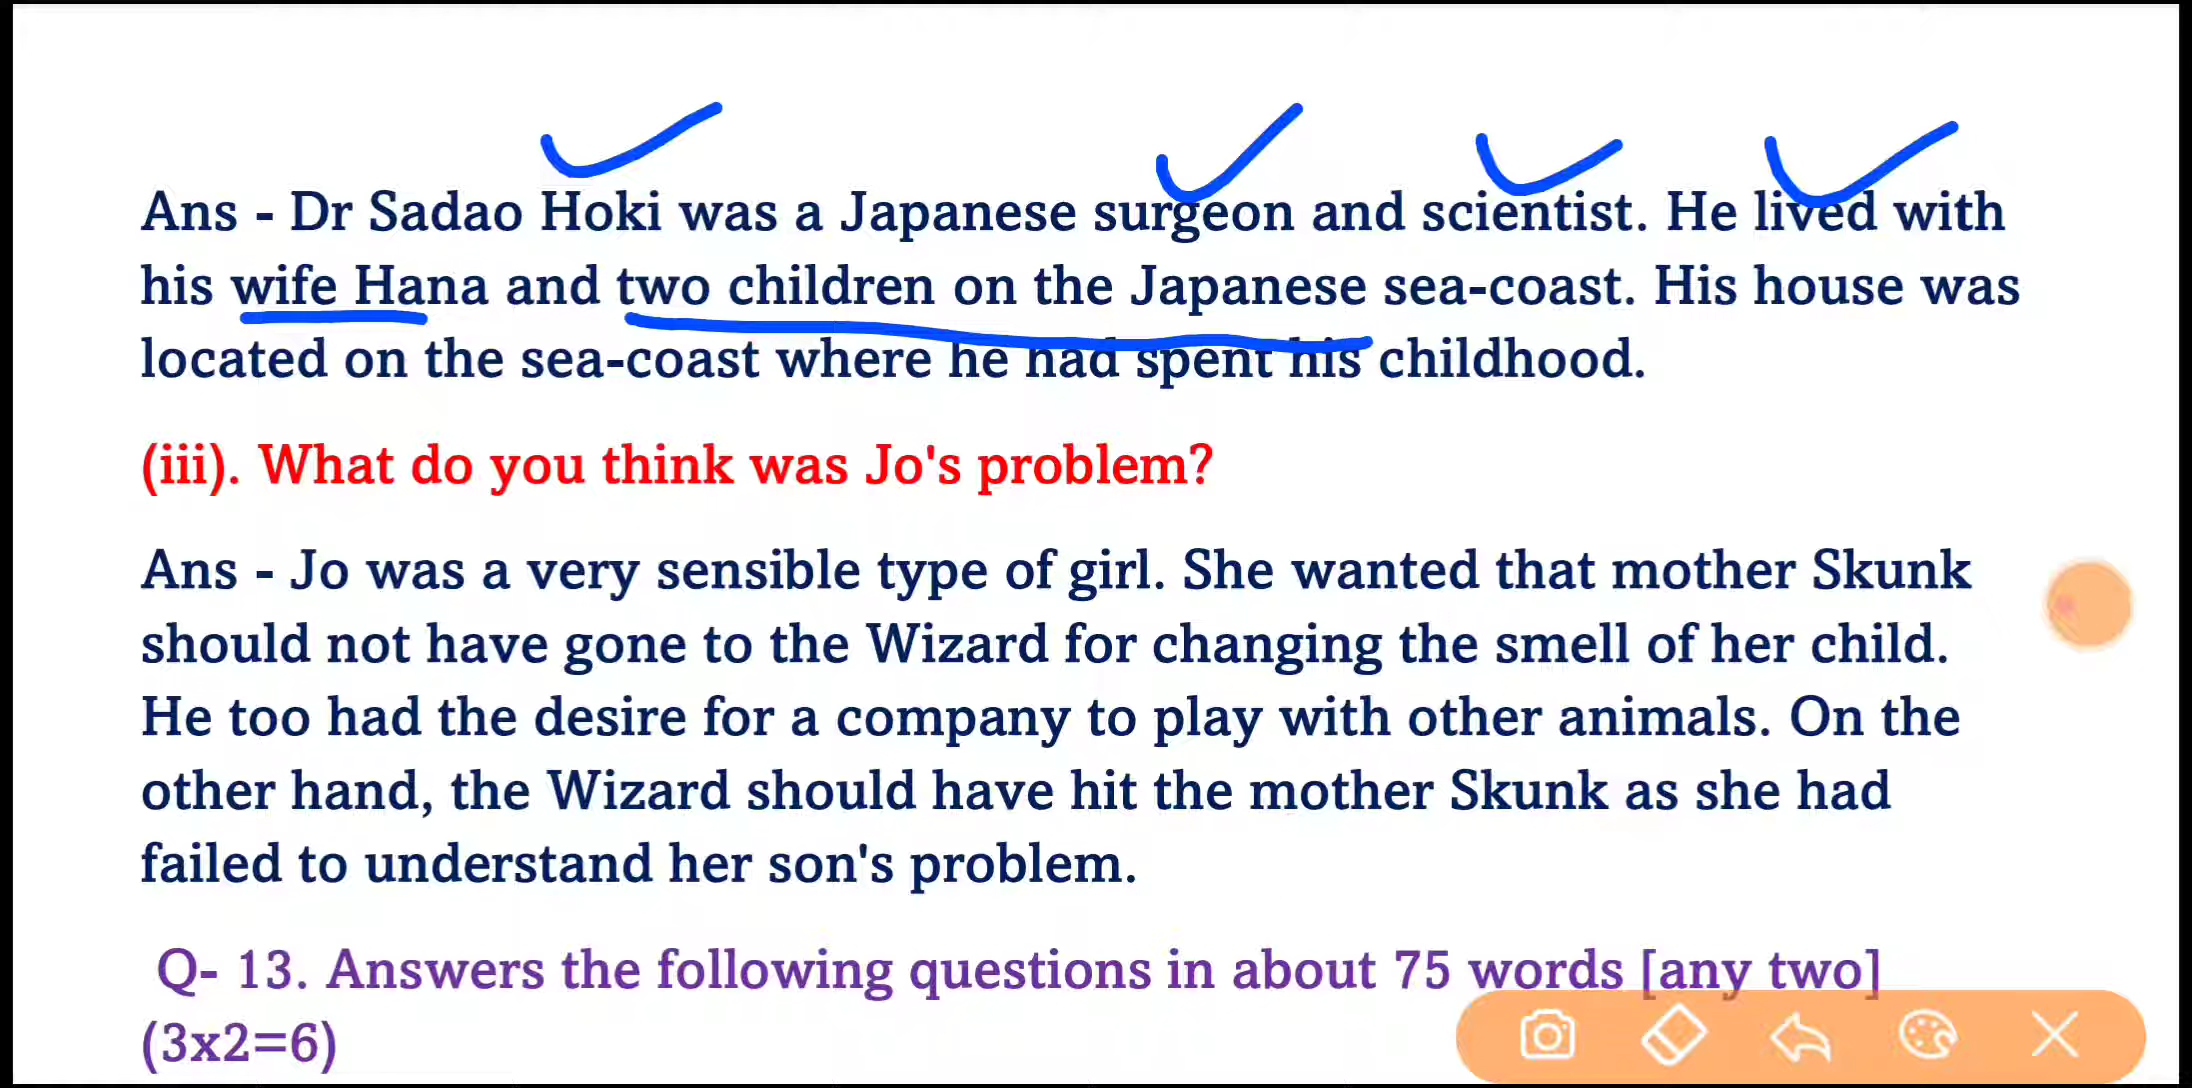 Ans - Dr Sadao Hoki was a Japanese surgeon and scientist. He lived with
his wife Hana and two children on the Japanese sea-coast. His house was
located on the sea-coast where he had spent his childhood.
(iii). What do you think was Jo's problem?
Ans - Jo was a very sensible type of girl. She wanted that mother Skunk
should not have gone to the Wizard for changing the smell of her child.
He too had the desire for a company to play with other animals. On the
other hand, the Wizard should have hit the mother Skunk as she had
failed to understand her son's problem.
Q- 13. Answers the following questions in about 75 words [any two]
(3x2=6)